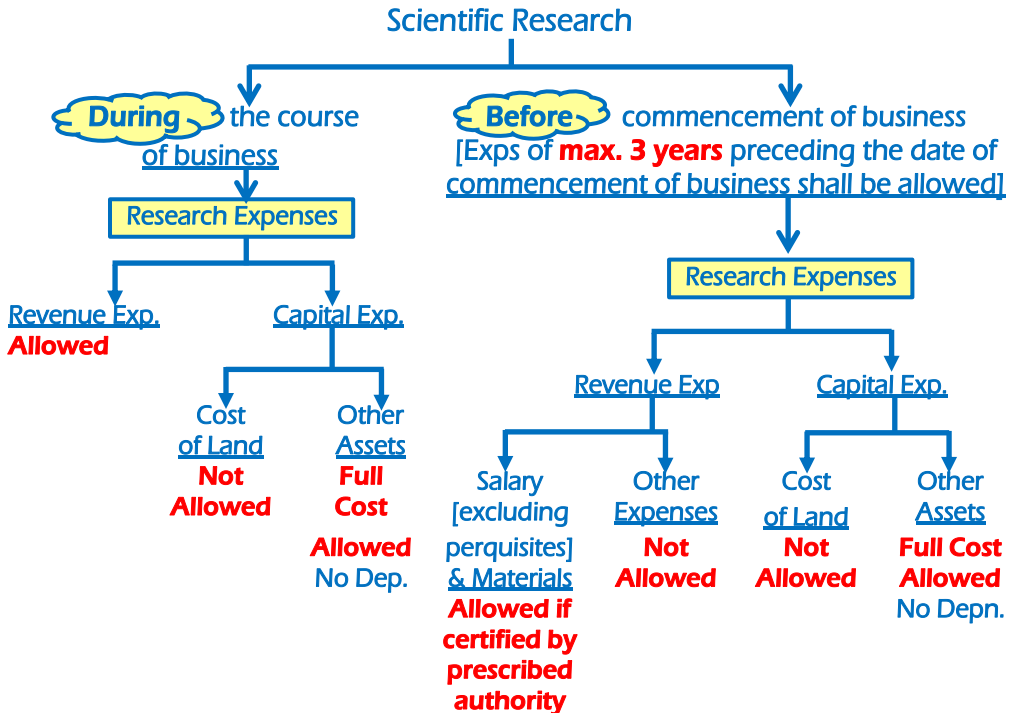 Scientific Research
During the course
of business
Research Expenses
Revenue Exp.
Allowed
Capital Exp.
Cost
of Land
Not
Allowed
Other
Assets
Full
Cost
Allowed
No Dep.
Before commencement of business
[Exps of max. 3 years preceding the date of
commencement of business shall be allowed]
Research Expenses
Revenue Exp
Salary
[excluding
perquisites]
& Materials
Allowed if
certified by
prescribed
authority
Other
Expenses
Not
Allowed
Capital Exp.
Cost
of Land
Not
Allowed
Other
Assets
Full Cost
Allowed
No Depn.